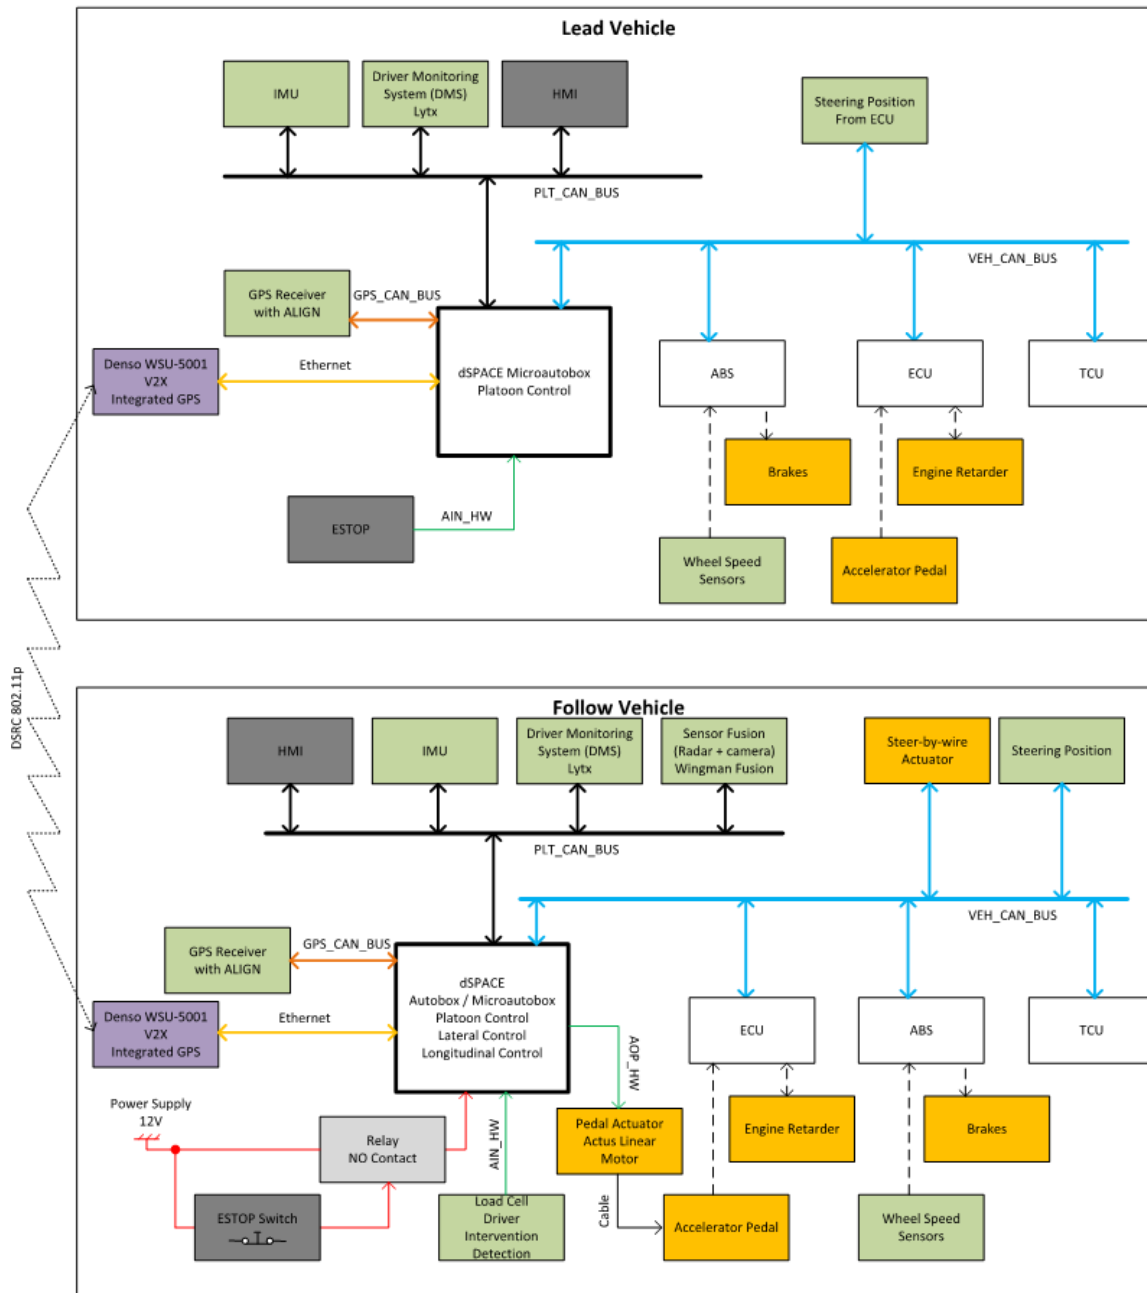 Lead Vehicle
IMU
Driver Monitoring
System (DMS)
Lytx
HMI
Steering Position
From ECU
PLT_CAN_BUS
VEH_CAN_BUS
GPS Receiver
with ALIGN
GPS_CAN_BUS
Denso WSU-5001
V2X
Integrated GPS
Ethernet
dSPACE Microautobox
Platoon Control
ABS
ECU
TCU
Brakes
Engine Retarder
ESTOP
AIN_HW
Wheel Speed
Sensors
Accelerator Pedal
DSRC 802.11p
Follow Vehicle
HMI
IMU
Driver Monitoring
System (DMS)
Lytx
Sensor Fusion
(Radar + camera)
Wingman Fusion
Steer-by-wire
Actuator
Steering Position
PLT_CAN_BUS
VEH_CAN_BUS
GPS Receiver
with ALIGN
GPS_CAN_BUS
Denso WSU-5001
V2X
Integrated GPS
Ethernet
dSPACE
Autobox / Microautobox
Platoon Control
Lateral Control
Longitudinal Control
ECU
ABS
TCU
AOP_HW
Power Supply
12V
Relay
NO Contact
AIN_HW
Pedal Actuator
Actus Linear
Motor
Engine Retarder
Brakes
ESTOP Switch
Load Cell
Driver
Intervention
Detection
Cable
Accelerator Pedal
Wheel Speed
Sensors